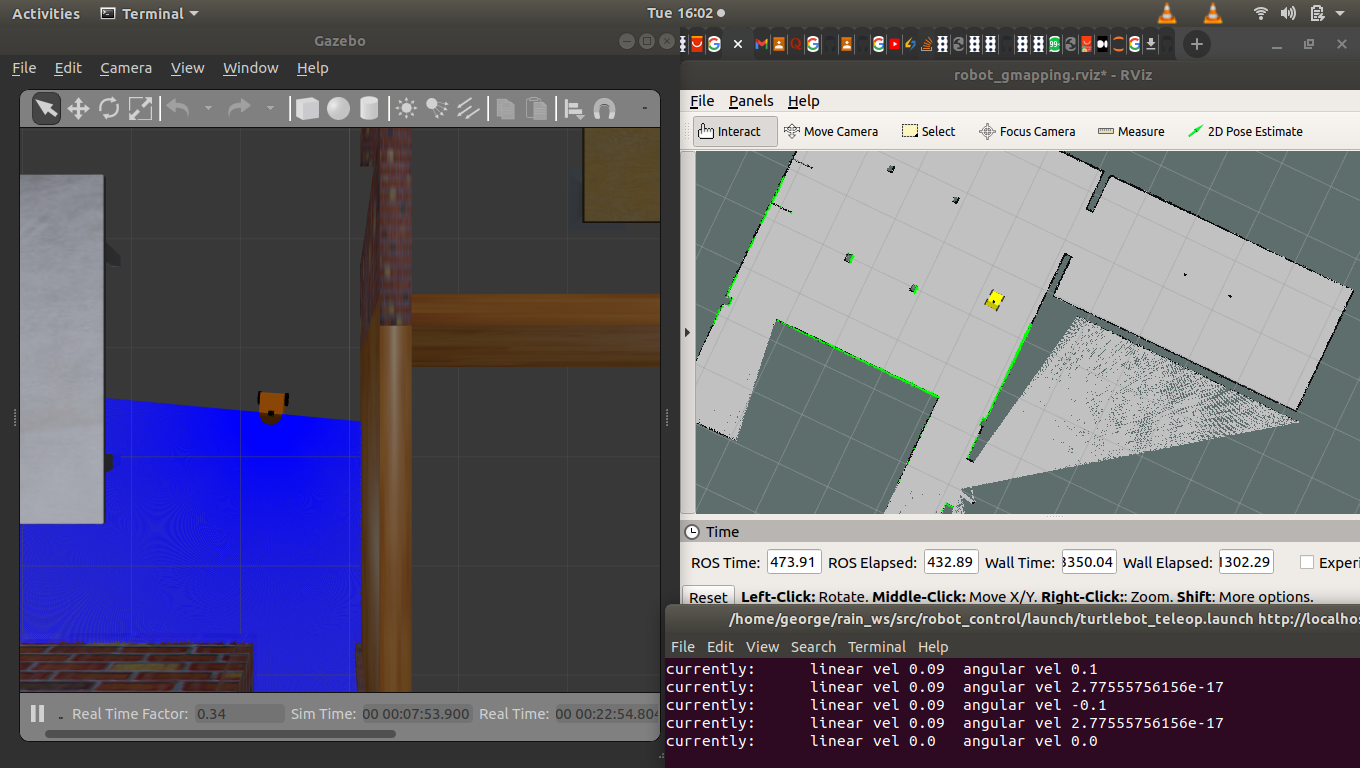 Activities Terminal Tue 16:02
Gazebo
File Edit Camera View Window Help
99+
robot_gmapping.rviz* - RViz
File Panels Help
Interact Move Camera Select Focus Camera Measure 2D Pose Estimate
Time
ROS Time: 473.91 ROS Elapsed: 432.89 Wall Time: 3350.04 Wall Elapsed: 1302.29 Experi
Reset Left-Click: Rotate. Middle-Click: Move X/Y. Right-Click:: Zoom. Shift: More options.
/home/george/rain_ws/src/robot_control/launch/turtlebot_teleop.launch http://localhos
File Edit View Search Terminal Help
currently: linear vel 0.09 angular vel 0.1
currently: linear vel 0.09 angular vel 2.77555756156e-17
currently: linear vel 0.09 angular vel -0.1
currently: linear vel 0.09 angular vel 2.77555756156e-17
currently: linear vel 0.0 angular vel 0.0
Real Time Factor: 0.34 Sim Time: 00 00:07:53.900 Real Time: 00 00:22:54.804